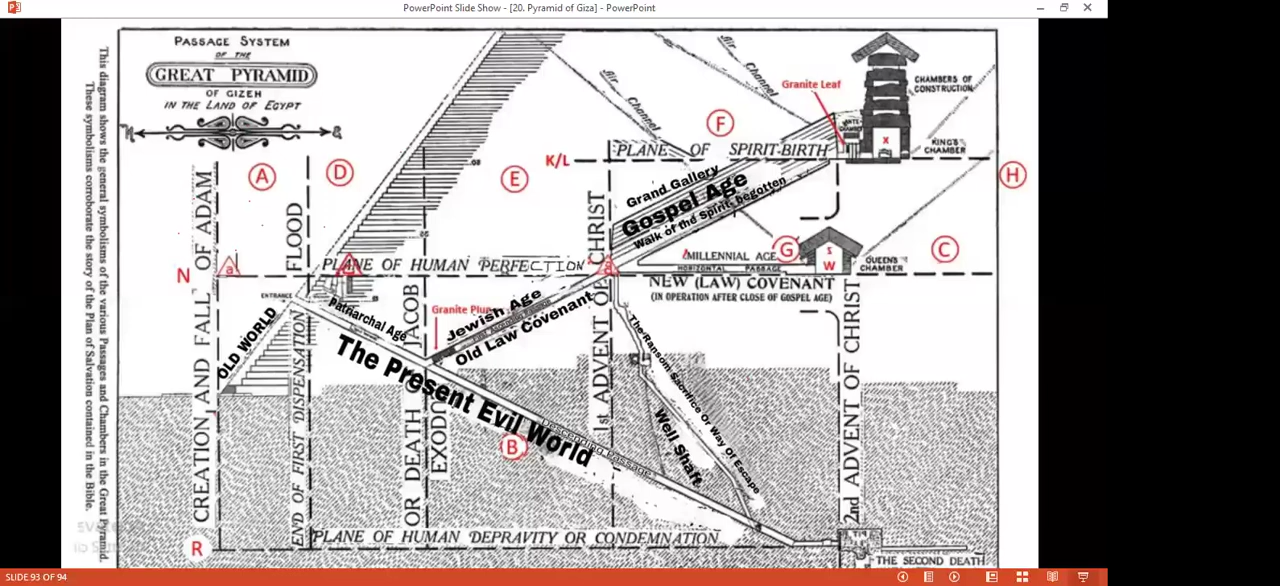 PowerPoint Slide Show - [20. Pyramid of Giza] - PowerPoint
PASSAGE SYSTEM
OF THE
GREAT PYRAMID
OF GIZEH
IN THE LAND OF EGYPT
This diagram shows the general symbolisms of the various Passages and Chambers in the Great Pyramid.
These symbolisms corroborate the story of the Plan of Salvation contained in the Bible.
Air Channel
Air Channel
Granite Leaf
CHAMBERS OF
CONSTRUCTION
ANTE-
CHAMBER
KING'S
CHAMBER
X
F
A
D
E
K/L
PLANE OF SPIRIT-BIRTH
H
Grand Gallery
Gospel Age
Walk of the Spirit-begotten
CREATION AND FALL OF ADAM
FLOOD
N
a
PLANE OF HUMAN PERFECTION
1st ADVENT OF CHRIST
MILLENNIAL AGE
HORIZONTAL PASSAGE
G
S
W
QUEEN'S
CHAMBER
C
NEW (LAW) COVENANT
(IN OPERATION AFTER CLOSE OF GOSPEL AGE)
ENTRANCE
Patriarchal Age
Granite Plug
Jewish Age
First Ascending Passage
Old Law Covenant
OLD WORLD
The Present Evil World
Descending Passage
B
END OF FIRST DISPENSATION
OR DEATH JACOB
EXODU
The Ransom Sacrifice Or Way Of Escape
Well Shaft
2nd ADVENT OF CHRIST
R
PLANE OF HUMAN DEPRAVITY OR CONDEMNATION
THE SECOND DEATH
SLIDE 93 OF 94